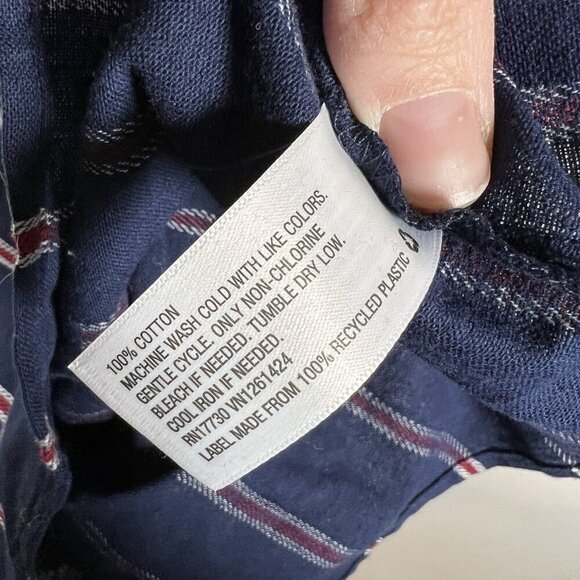 100% COTTON
MACHINE WASH COLD WITH LIKE COLORS.
GENTLE CYCLE. ONLY NON-CHLORINE
BLEACH IF NEEDED. TUMBLE DRY LOW.
COOL IRON IF NEEDED.
RN17730 VN1261424
LABEL MADE FROM 100% RECYCLED PLASTIC